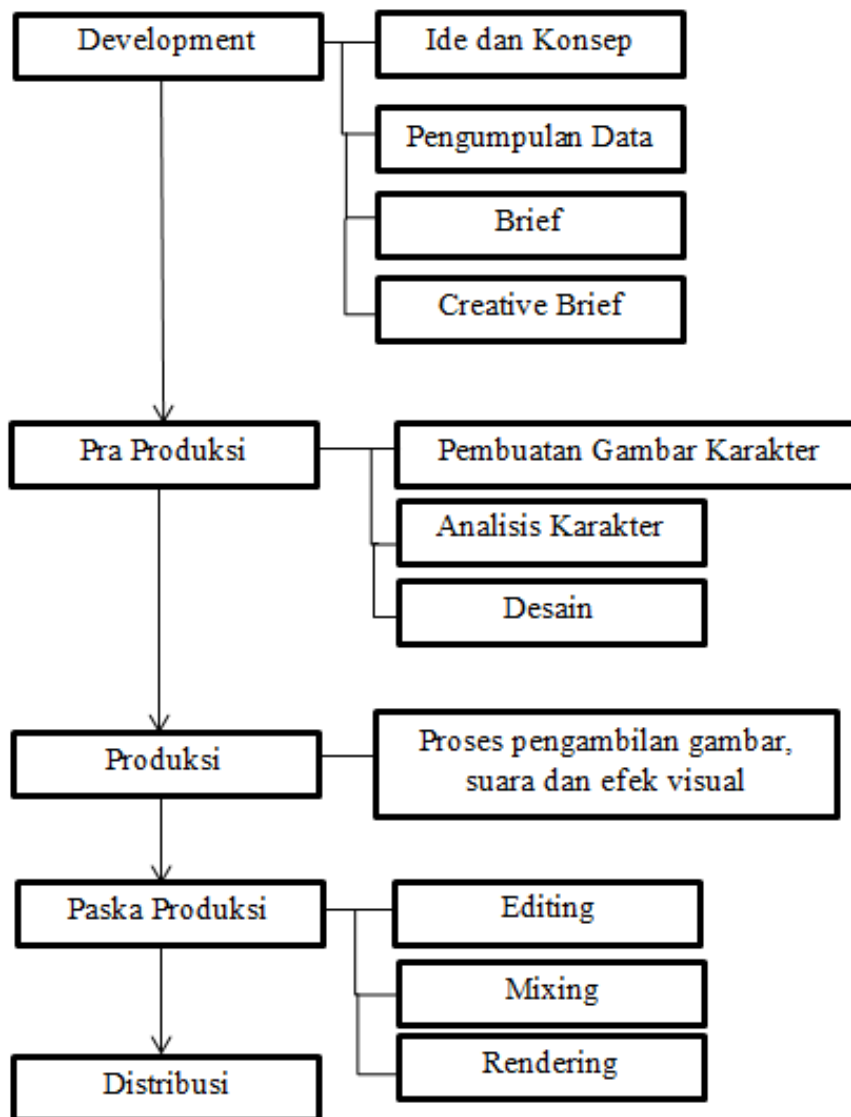 Development
Ide dan Konsep
Pengumpulan Data
Brief
Creative Brief
Pra Produksi
Pembuatan Gambar Karakter
Analisis Karakter
Desain
Produksi
Proses pengambilan gambar,
suara dan efek visual
Paska Produksi
Editing
Mixing
Rendering
Distribusi